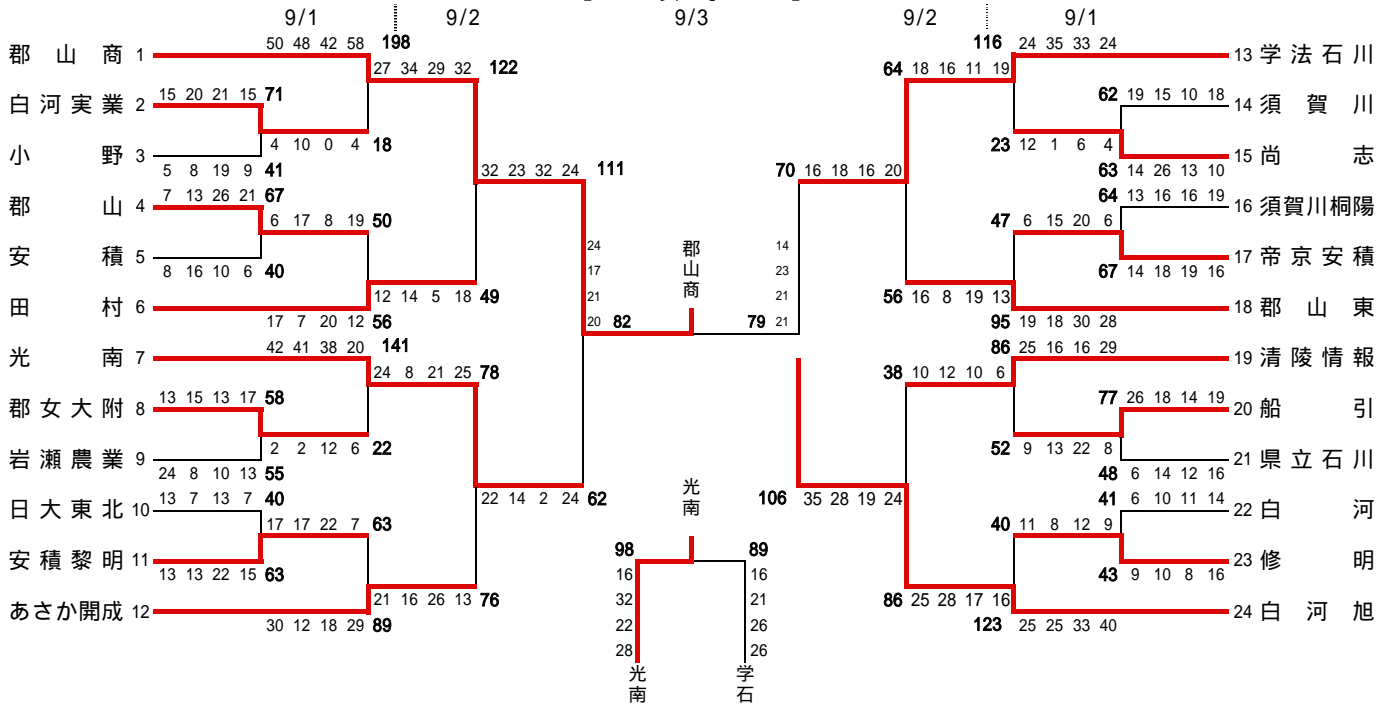 9/1 9/2 9/3 9/2 9/1
50 48 42 58 198 116 24 35 33 24
郡山商 1 13 学法石川
27 34 29 32 122 64 18 16 11 19
15 20 21 15 71 62 19 15 10 18
白河実業 2 14 須賀川
4 10 0 4 18 23 12 1 6 4
小野 3 15 尚志
5 8 19 9 41 63 14 26 13 10
32 23 32 24 111 70 16 18 16 20
7 13 26 21 67 64 13 16 16 19
郡山 4 16 須賀川桐陽
6 17 8 19 50 47 6 15 20 6
安積 5 17 帝京安積
8 16 10 6 40 67 14 18 19 16
12 14 5 18 49 56 16 8 19 13
田村 6 18 郡山東
17 7 20 12 56 95 19 18 30 28
24 14
17 23
21 21
20 82 79 21
郡山商
42 41 38 20 141 86 25 16 16 29
光南 7 19 清陵情報
24 8 21 25 78 38 10 12 10 6
13 15 13 17 58 77 26 18 14 19
郡女大附 8 20 船引
2 2 12 6 22 52 9 13 22 8
岩瀬農業 9 21 県立石川
24 8 10 13 55 48 6 14 12 16
22 14 2 24 62 106 35 28 19 24
13 7 13 7 40 41 6 10 11 14
日大東北 10 22 白河
17 17 22 7 63 40 11 8 12 9
安積黎明 11 23 修明
13 13 22 15 63 43 9 10 8 16
21 16 26 13 76 86 25 28 17 16
あさか開成 12 24 白河旭
30 12 18 29 89 123 25 25 33 40
光南
98 89
16 16
32 21
22 26
28 26
光南 学石